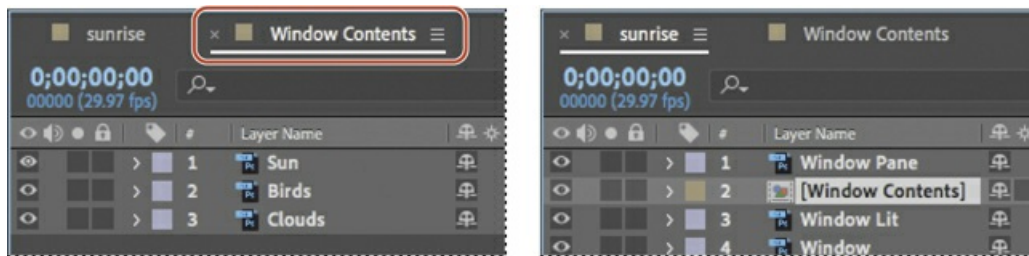 sunrise × Window Contents
0;00;00;00
00000 (29.97 fps)
# Layer Name
1 Sun
2 Birds
3 Clouds
× sunrise Window Contents
0;00;00;00
00000 (29.97 fps)
# Layer Name
1 Window Pane
2 [Window Contents]
3 Window Lit
4 Window